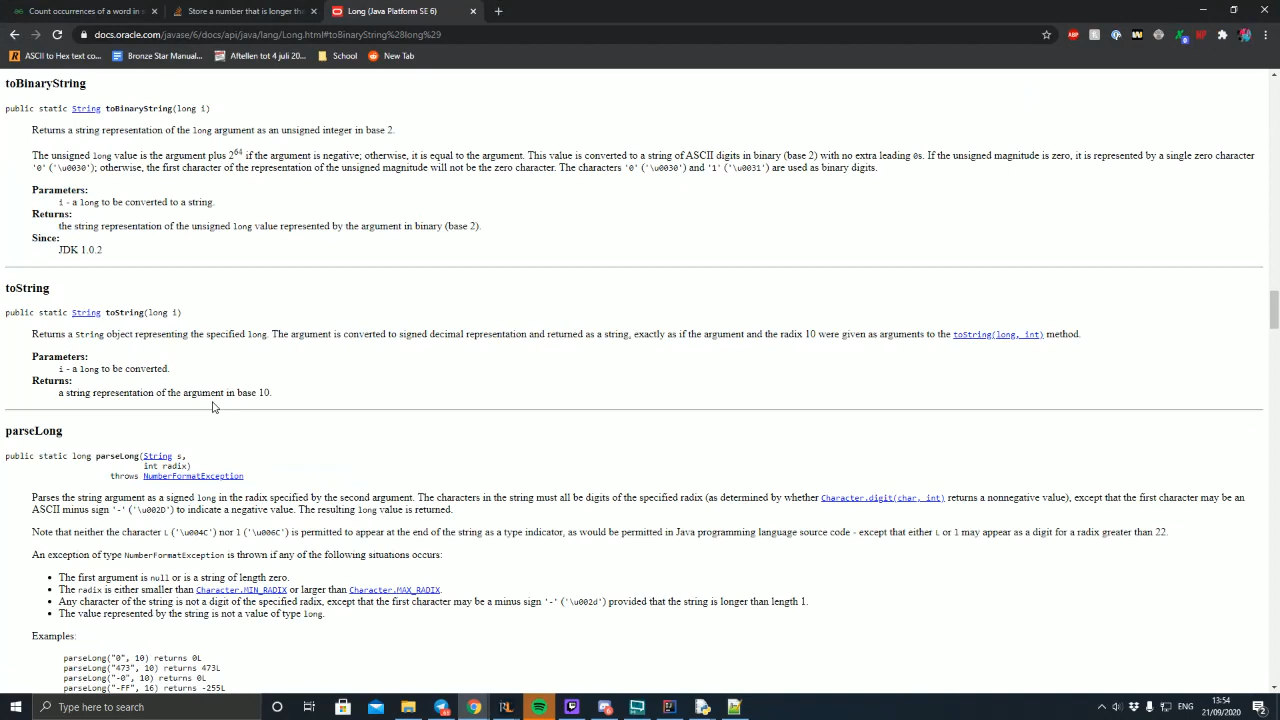 Count occurrences of a word in s
Store a number that is longer tha
Long (Java Platform SE 6)
docs.oracle.com/javase/6/docs/api/java/lang/Long.html#toBinaryString%28long%29
ASCII to Hex text co...
Bronze Star Manual...
Aftellen tot 4 juli 20...
School
New Tab
toBinaryString
public static String toBinaryString(long i)
Returns a string representation of the long argument as an unsigned integer in base 2.
The unsigned long value is the argument plus 2^64 if the argument is negative; otherwise, it is equal to the argument. This value is converted to a string of ASCII digits in binary (base 2) with no extra leading 0s. If the unsigned magnitude is zero, it is represented by a single zero character
'0' ('\u0030'); otherwise, the first character of the representation of the unsigned magnitude will not be the zero character. The characters '0' ('\u0030') and '1' ('\u0031') are used as binary digits.
Parameters:
i - a long to be converted to a string.
Returns:
the string representation of the unsigned long value represented by the argument in binary (base 2).
Since:
JDK 1.0.2
toString
public static String toString(long i)
Returns a String object representing the specified long. The argument is converted to signed decimal representation and returned as a string, exactly as if the argument and the radix 10 were given as arguments to the toString(long, int) method.
Parameters:
i - a long to be converted.
Returns:
a string representation of the argument in base 10.
parseLong
public static long parseLong(String s,
int radix)
throws NumberFormatException
Parses the string argument as a signed long in the radix specified by the second argument. The characters in the string must all be digits of the specified radix (as determined by whether Character.digit(char, int) returns a nonnegative value), except that the first character may be an
ASCII minus sign '-' ('\u002D') to indicate a negative value. The resulting long value is returned.
Note that neither the character L ('\u004C') nor l ('\u006C') is permitted to appear at the end of the string as a type indicator, as would be permitted in Java programming language source code - except that either L or l may appear as a digit for a radix greater than 22.
An exception of type NumberFormatException is thrown if any of the following situations occurs:
• The first argument is null or is a string of length zero.
• The radix is either smaller than Character.MIN_RADIX or larger than Character.MAX_RADIX.
• Any character of the string is not a digit of the specified radix, except that the first character may be a minus sign '-' ('\u002d') provided that the string is longer than length 1.
• The value represented by the string is not a value of type long.
Examples:
parseLong("0", 10) returns 0L
parseLong("473", 10) returns 473L
parseLong("-0", 10) returns 0L
parseLong("-FF", 16) returns -255L
Type here to search
ENG
13:54
21/09/2020